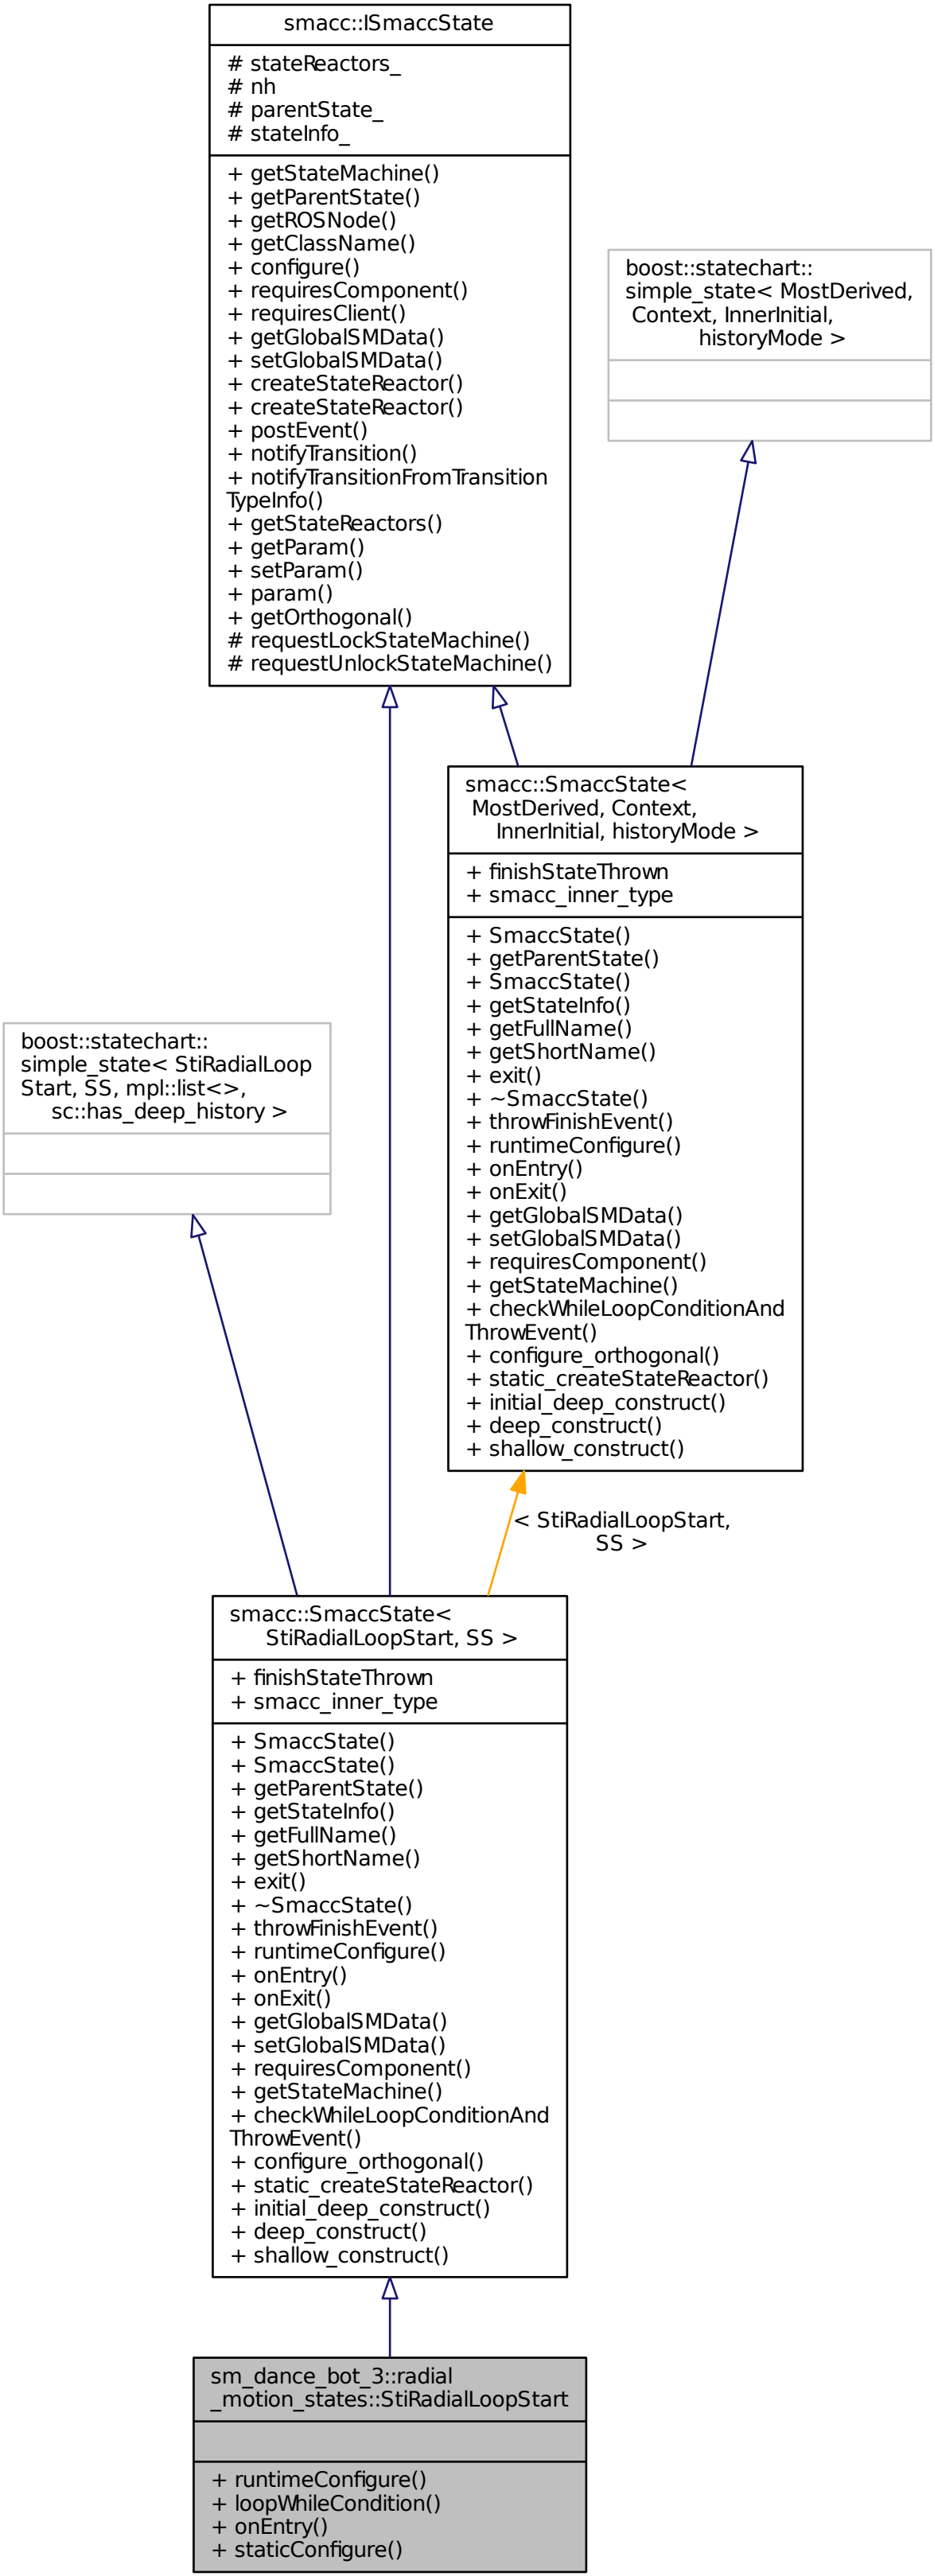 smacc::ISmaccState
# stateReactors_
# nh
# parentState_
# stateInfo_
+ getStateMachine()
+ getParentState()
+ getROSNode()
+ getClassName()
+ configure()
+ requiresComponent()
+ requiresClient()
+ getGlobalSMData()
+ setGlobalSMData()
+ createStateReactor()
+ createStateReactor()
+ postEvent()
+ notifyTransition()
+ notifyTransitionFromTransition
TypeInfo()
+ getStateReactors()
+ getParam()
+ setParam()
+ param()
+ getOrthogonal()
# requestLockStateMachine()
# requestUnlockStateMachine()
boost::statechart::
simple_state< MostDerived,
Context, InnerInitial,
historyMode >
smacc::SmaccState<
MostDerived, Context,
InnerInitial, historyMode >
+ finishStateThrown
+ smacc_inner_type
+ SmaccState()
+ getParentState()
+ SmaccState()
+ getStateInfo()
+ getFullName()
+ getShortName()
+ exit()
+ ~SmaccState()
+ throwFinishEvent()
+ runtimeConfigure()
+ onEntry()
+ onExit()
+ getGlobalSMData()
+ setGlobalSMData()
+ requiresComponent()
+ getStateMachine()
+ checkWhileLoopConditionAnd
ThrowEvent()
+ configure_orthogonal()
+ static_createStateReactor()
+ initial_deep_construct()
+ deep_construct()
+ shallow_construct()
boost::statechart::
simple_state< StiRadialLoop
Start, SS, mpl::list<>,
sc::has_deep_history >
< StiRadialLoopStart,
SS >
smacc::SmaccState<
StiRadialLoopStart, SS >
+ finishStateThrown
+ smacc_inner_type
+ SmaccState()
+ SmaccState()
+ getParentState()
+ getStateInfo()
+ getFullName()
+ getShortName()
+ exit()
+ ~SmaccState()
+ throwFinishEvent()
+ runtimeConfigure()
+ onEntry()
+ onExit()
+ getGlobalSMData()
+ setGlobalSMData()
+ requiresComponent()
+ getStateMachine()
+ checkWhileLoopConditionAnd
ThrowEvent()
+ configure_orthogonal()
+ static_createStateReactor()
+ initial_deep_construct()
+ deep_construct()
+ shallow_construct()
sm_dance_bot_3::radial
_motion_states::StiRadialLoopStart
+ runtimeConfigure()
+ loopWhileCondition()
+ onEntry()
+ staticConfigure()